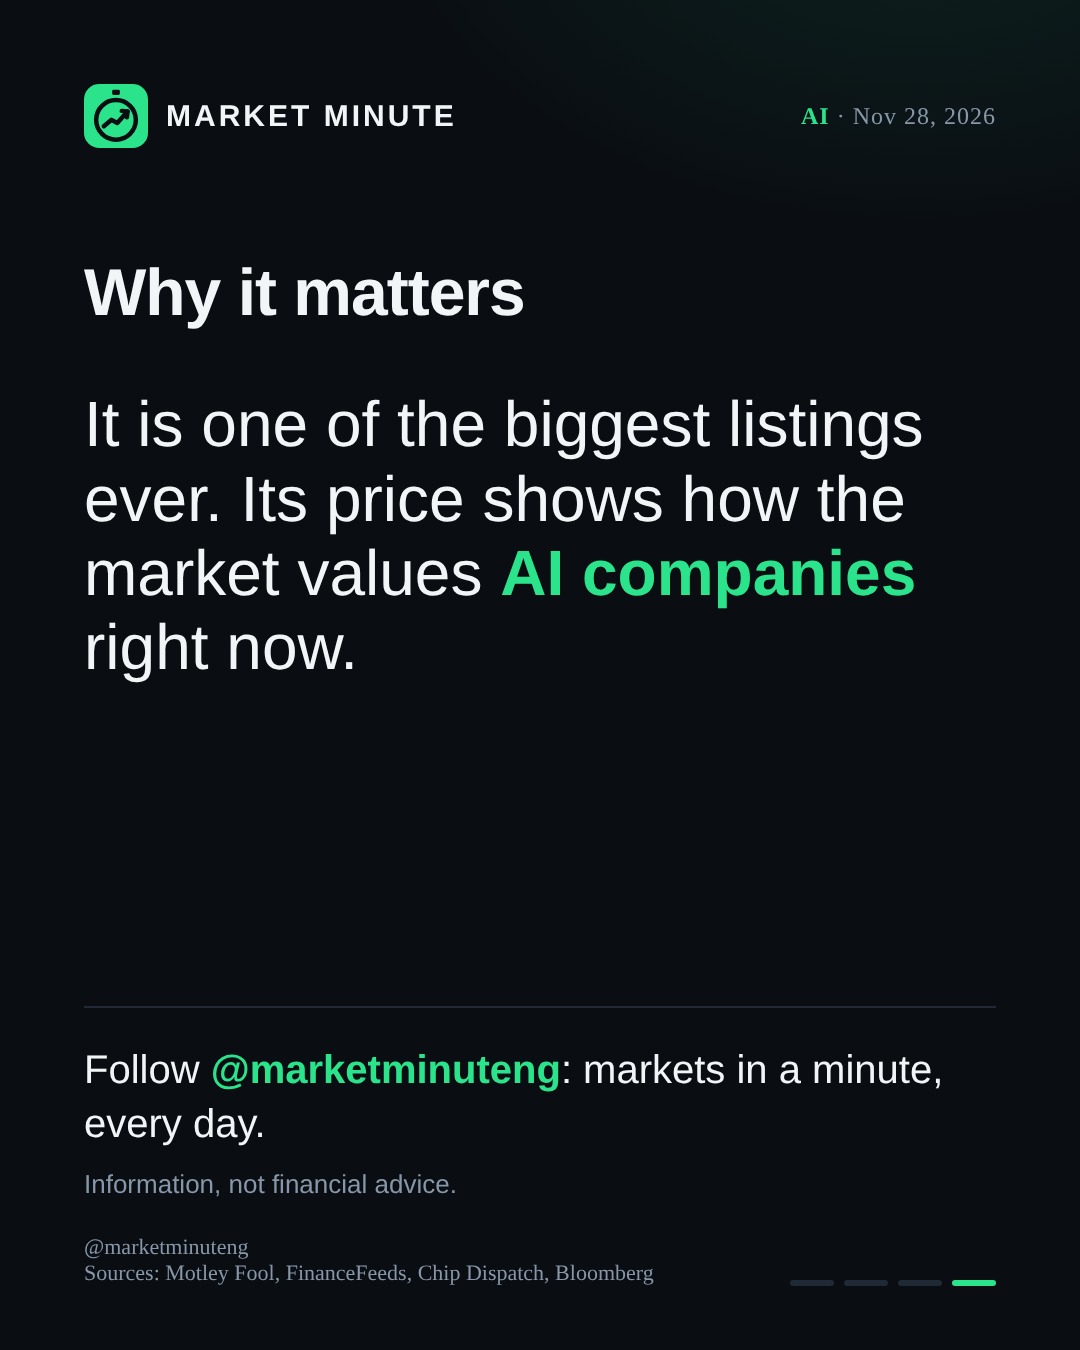 MARKET MINUTE
AI · Nov 28, 2026
Why it matters
It is one of the biggest listings
ever. Its price shows how the
market values AI companies
right now.
Follow @marketminuteng: markets in a minute,
every day.
Information, not financial advice.
@marketminuteng
Sources: Motley Fool, FinanceFeeds, Chip Dispatch, Bloomberg